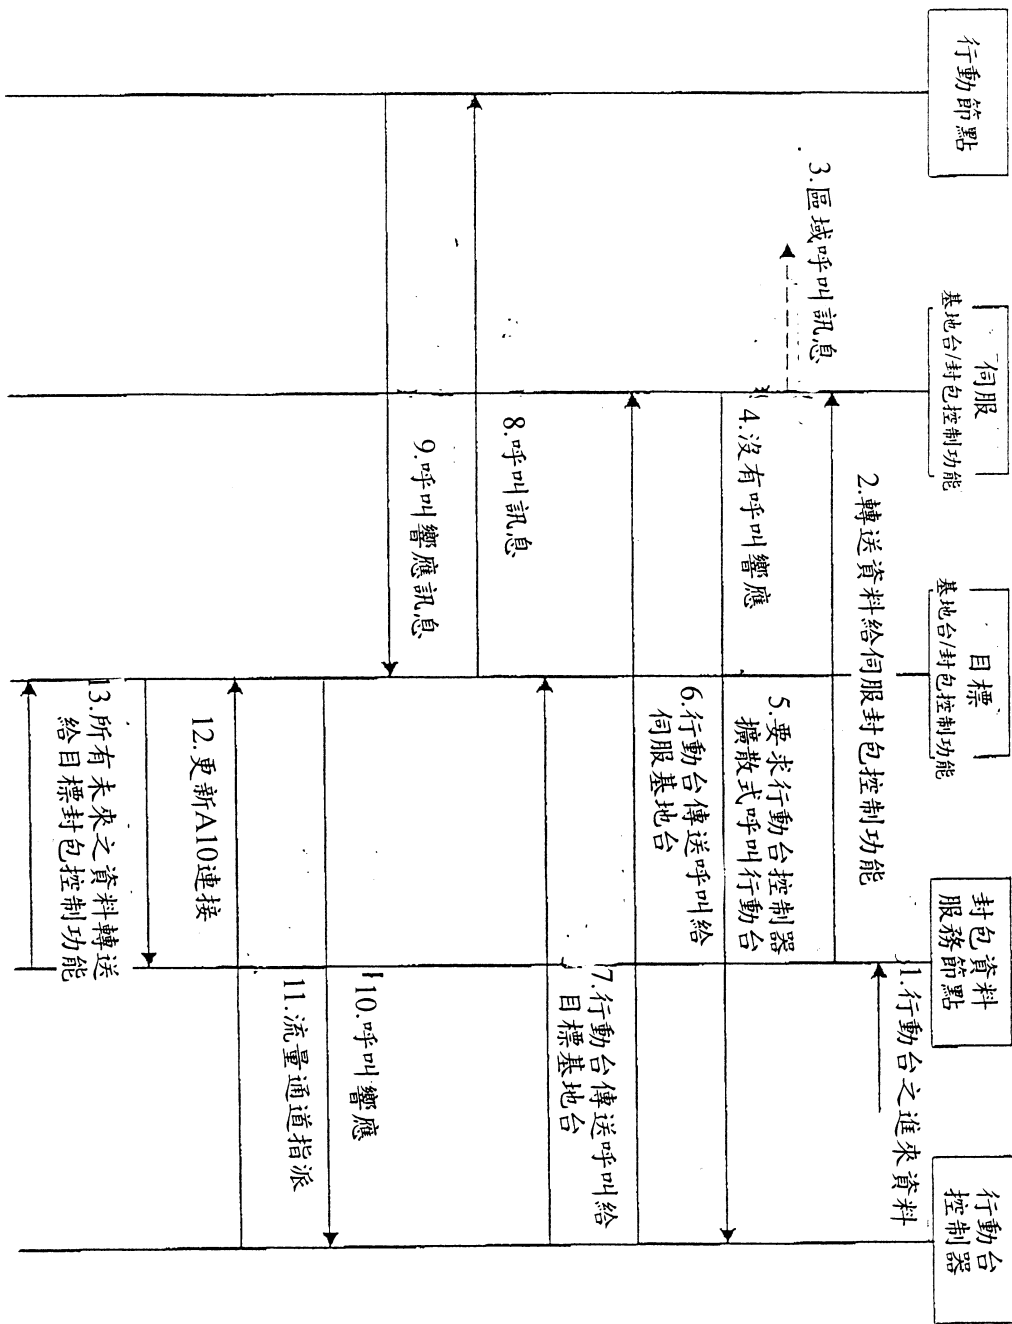 行動節點
伺服
基地台/封包控制功能
目標
基地台/封包控制功能
封包資料
服務節點
行動台
控制器
1.行動台之進來資料
2.轉送資料給伺服封包控制功能
3.區域呼叫訊息
4.沒有呼叫響應
5.要求行動台控制器
擴散式呼叫行動台
6.行動台傳送呼叫給
伺服基地台
7.行動台傳送呼叫給
目標基地台
8.呼叫訊息
9.呼叫響應訊息
10.呼叫響應
11.流量通道指派
12.更新A10連接
13.所有未來之資料轉送
給目標封包控制功能